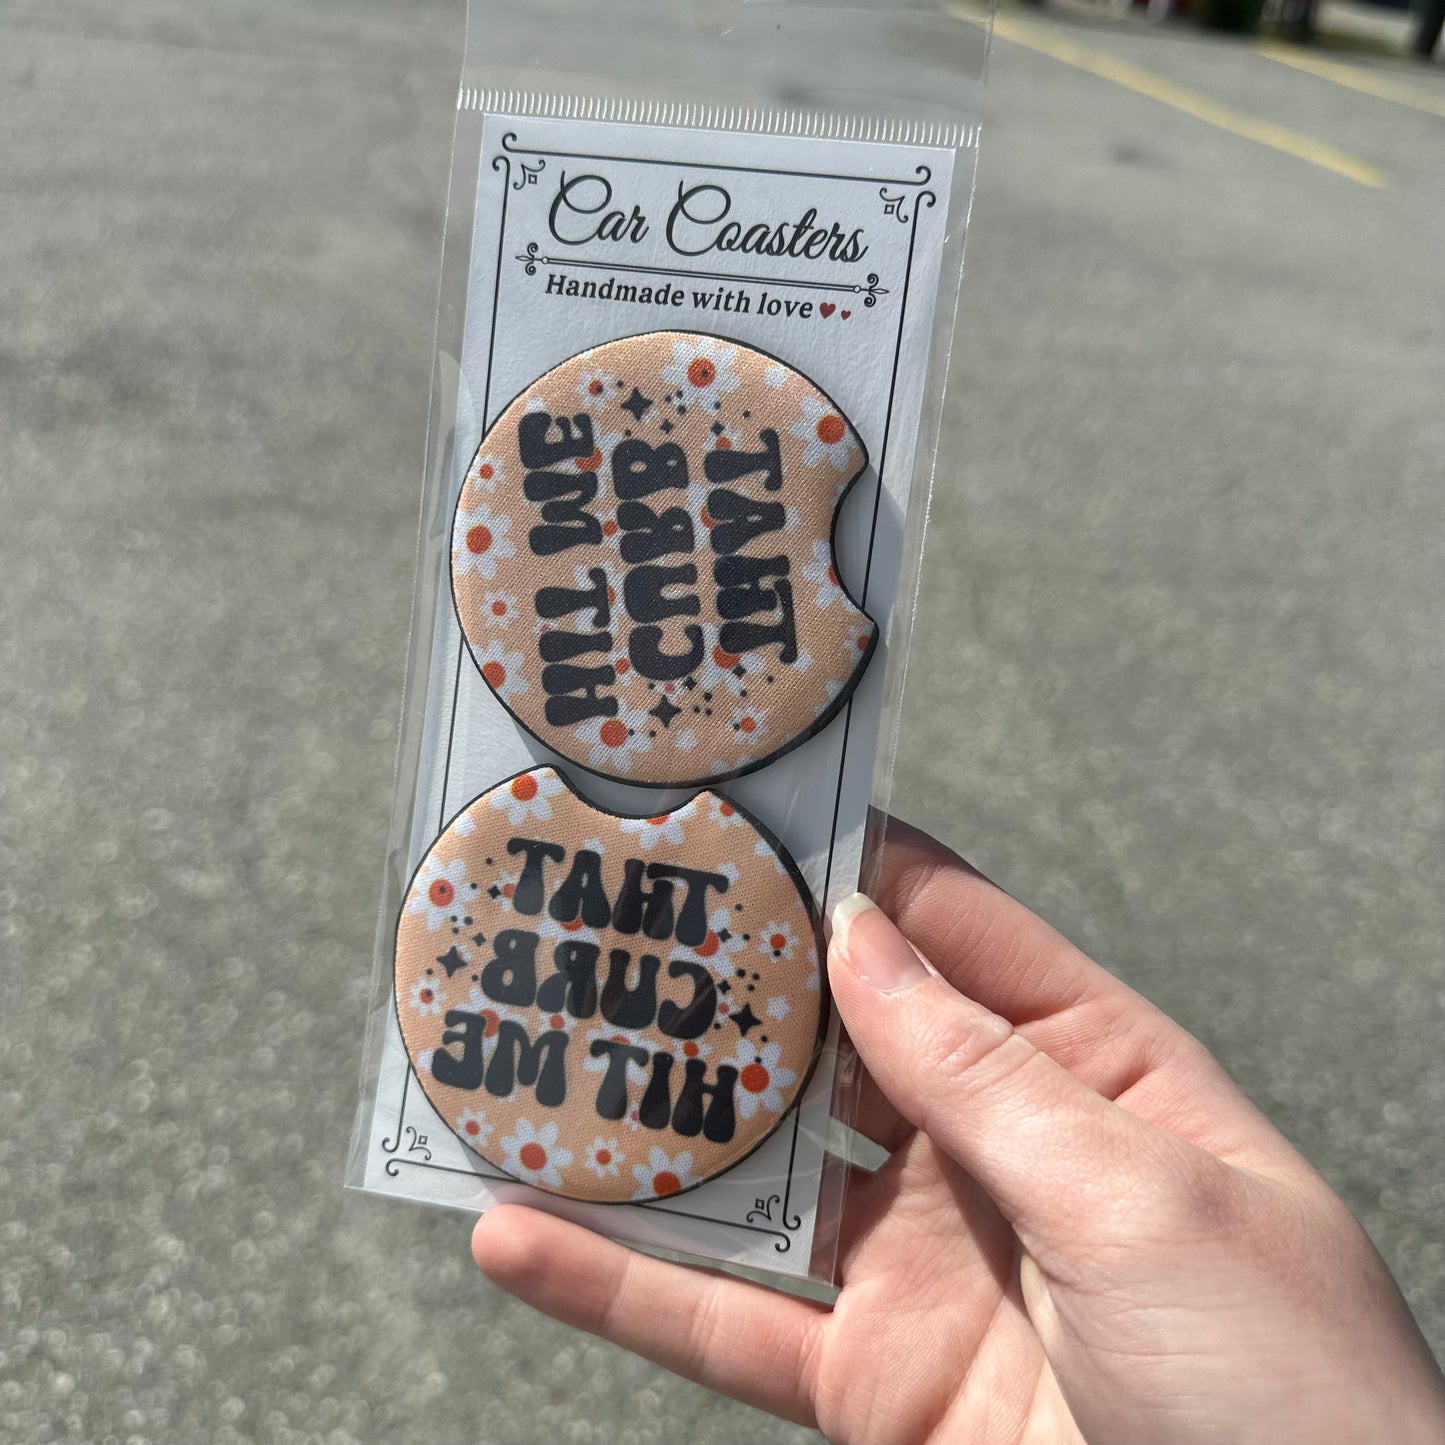 Car Coasters
Handmade with love
THAT
CURB
HIT ME
THAT
CURB
HIT ME